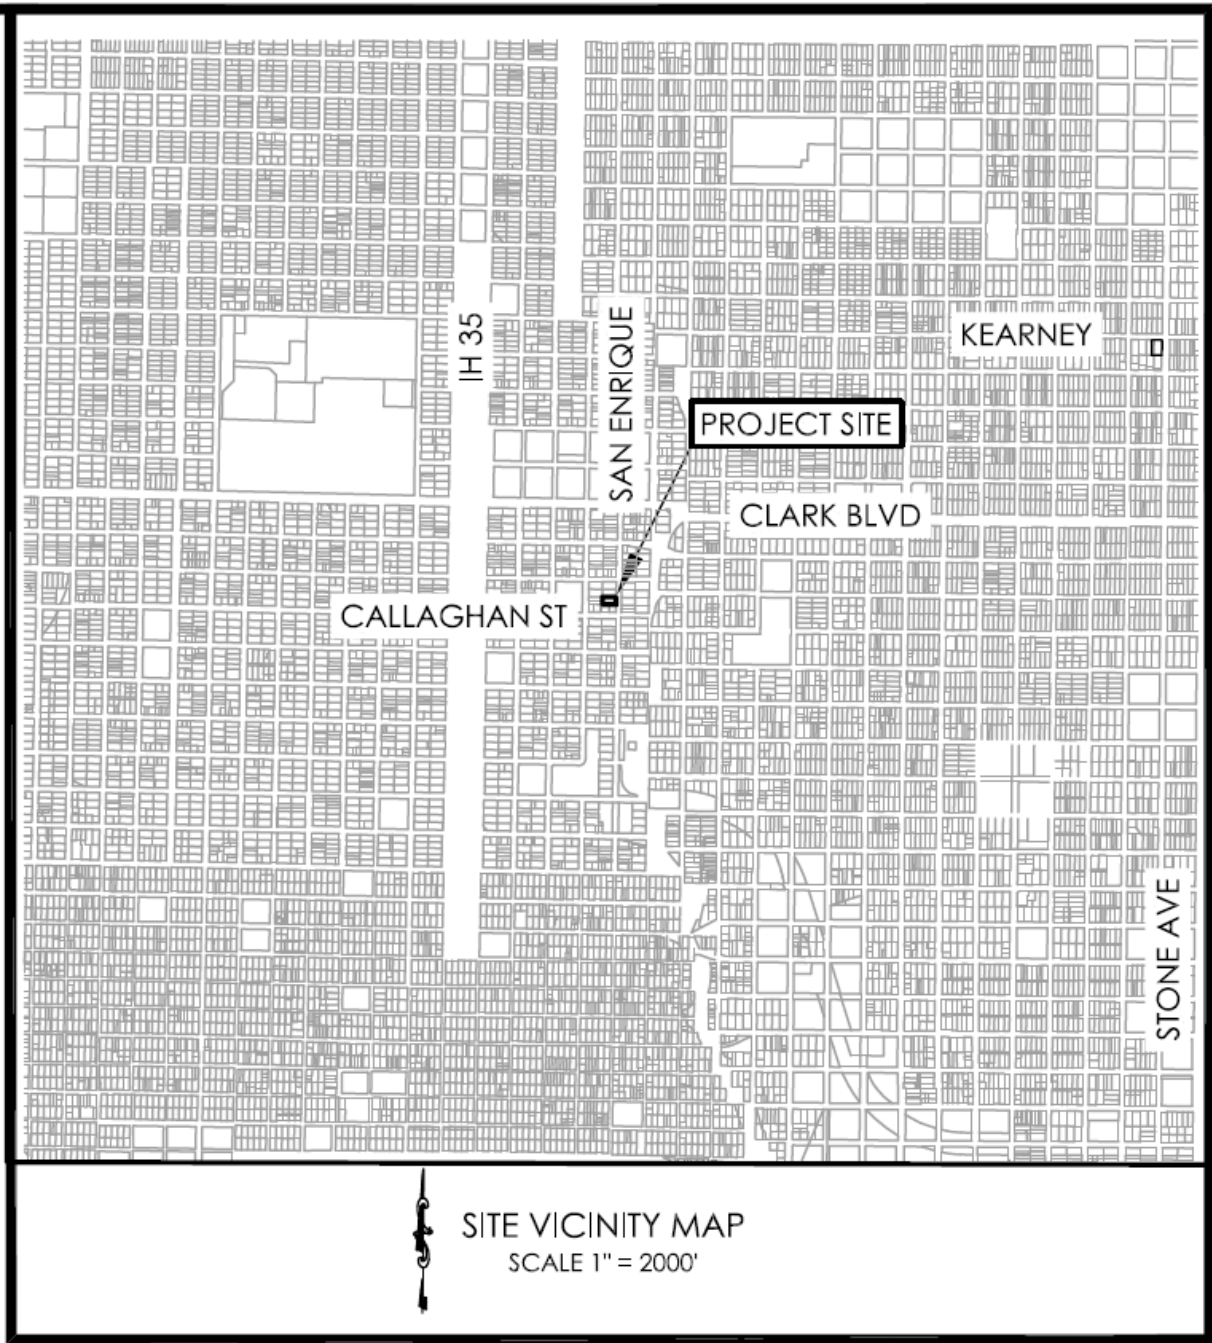 IH 35
SAN ENRIQUE
KEARNEY
PROJECT SITE
CLARK BLVD
CALLAGHAN ST
STONE AVE
SITE VICINITY MAP
SCALE 1" = 2000'